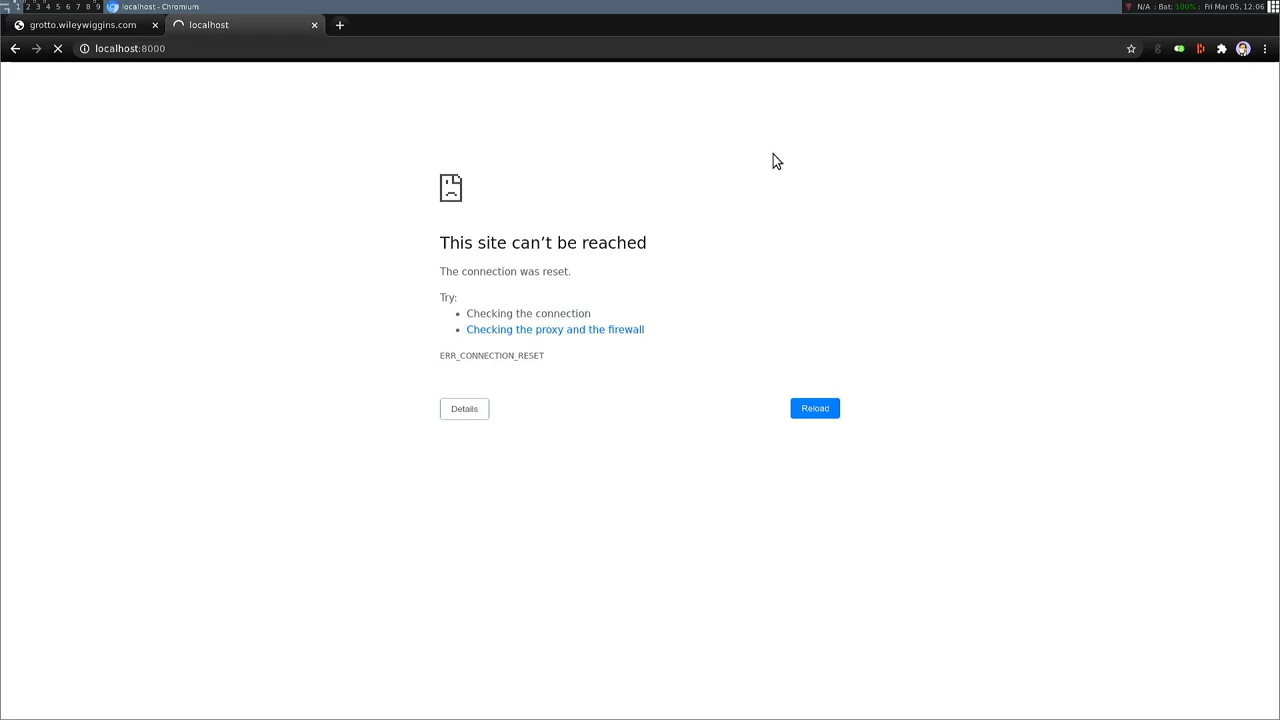 1 2 3 4 5 6 7 8 9 localhost - Chromium N/A : Bat: 100% : Fri Mar 05, 12:06
grotto.wileywiggins.com localhost
localhost:8000
This site can’t be reached
The connection was reset.
Try:
• Checking the connection
• Checking the proxy and the firewall
ERR_CONNECTION_RESET
Details Reload